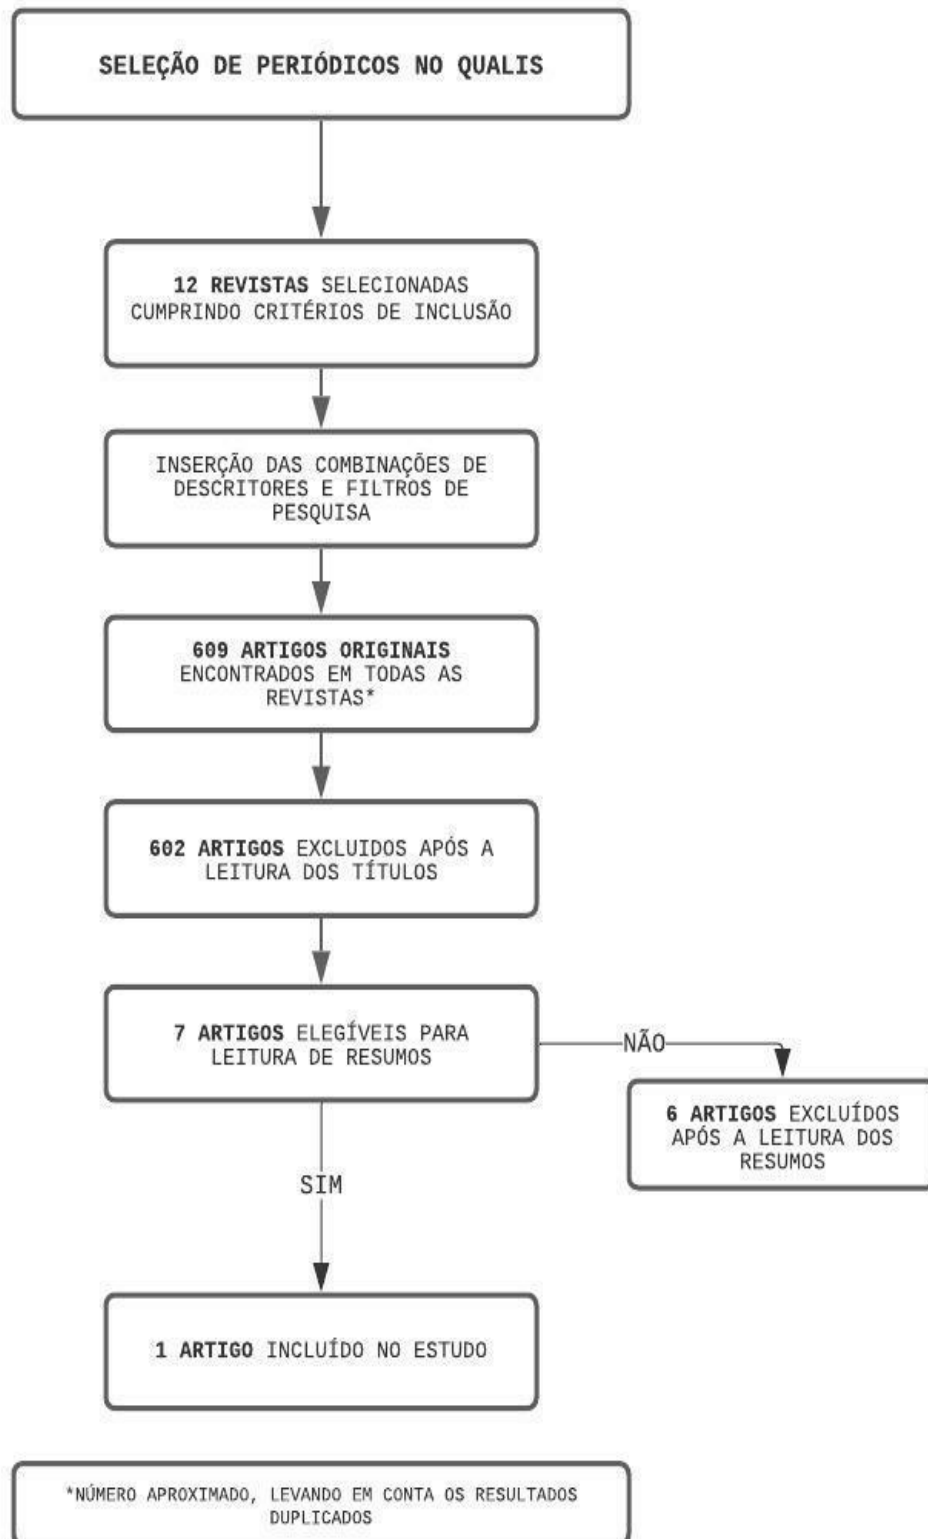 SELEÇÃO DE PERIÓDICOS NO QUALIS
12 REVISTAS SELECIONADAS
CUMPRINDO CRITÉRIOS DE INCLUSÃO
INSERÇÃO DAS COMBINAÇÕES DE
DESCRITORES E FILTROS DE
PESQUISA
609 ARTIGOS ORIGINAIS
ENCONTRADOS EM TODAS AS
REVISTAS*
602 ARTIGOS EXCLUIDOS APÓS A
LEITURA DOS TÍTULOS
7 ARTIGOS ELEGÍVEIS PARA
LEITURA DE RESUMOS
NÃO
6 ARTIGOS EXCLUÍDOS
APÓS A LEITURA DOS
RESUMOS
SIM
1 ARTIGO INCLUÍDO NO ESTUDO
*NÚMERO APROXIMADO, LEVANDO EM CONTA OS RESULTADOS
DUPLICADOS